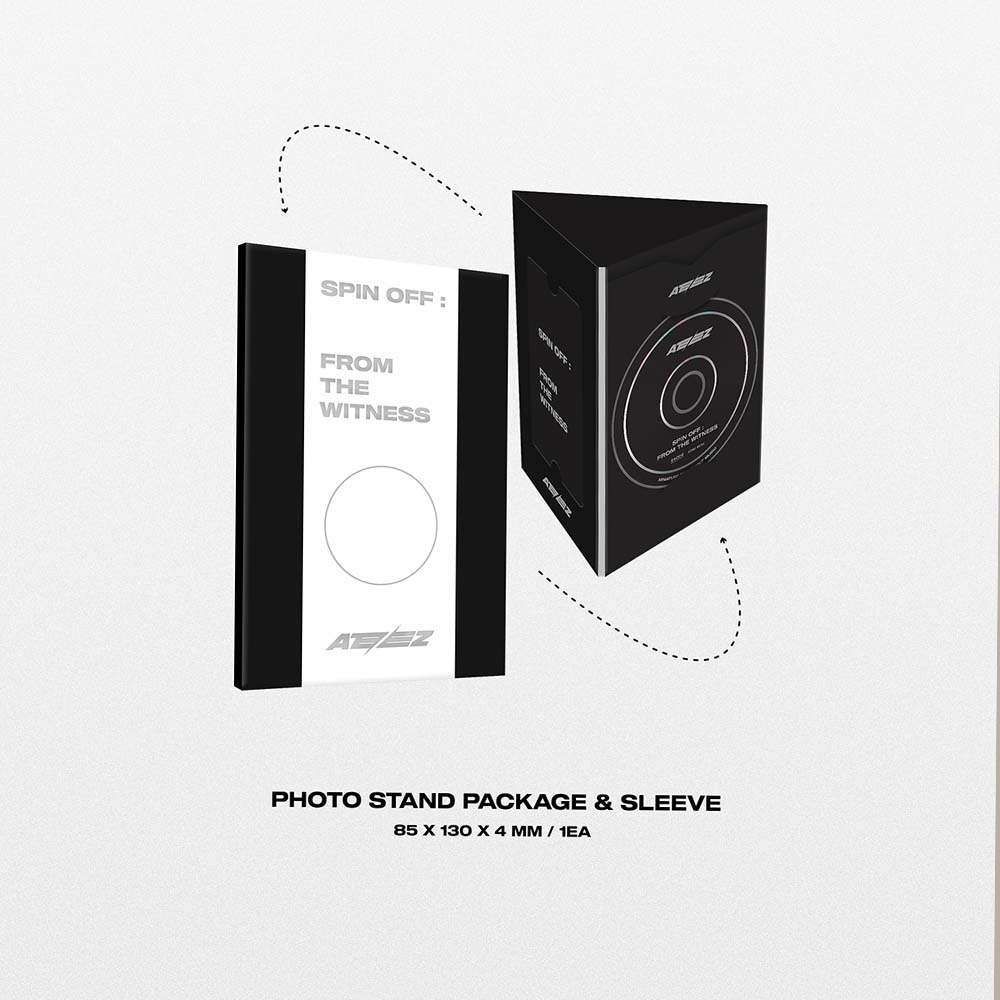 SPIN OFF :
FROM
THE
WITNESS
ATEEZ
SPIN OFF :
FROM
THE
WITNESS
ATEEZ
ATEEZ
ATEEZ
SPIN OFF :
FROM THE WITNESS
PHOTO STAND PACKAGE & SLEEVE
85 X 130 X 4 MM / 1EA